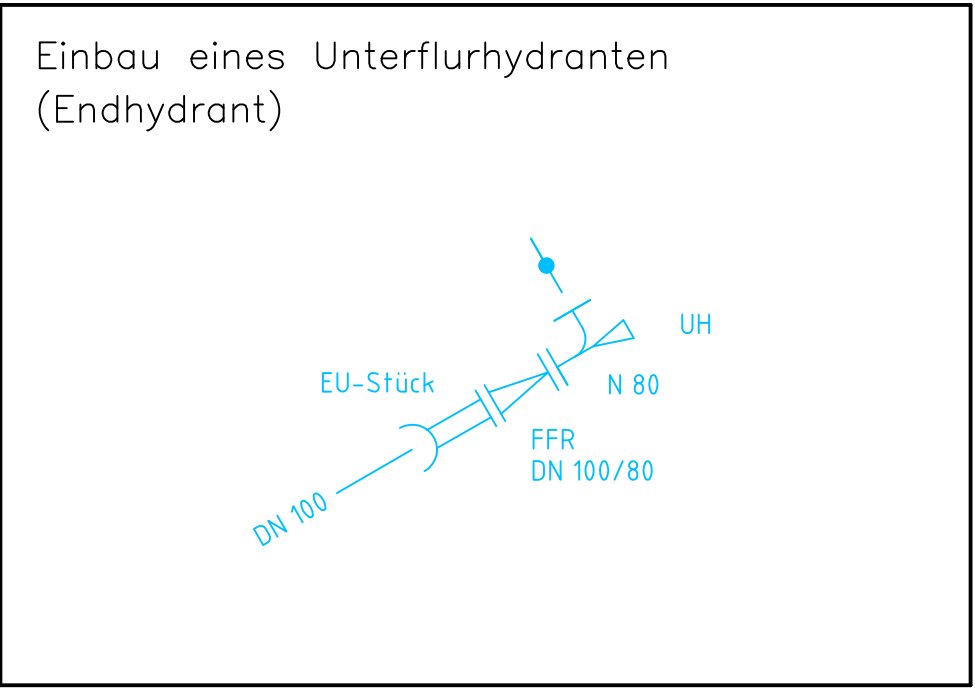 Einbau eines Unterflurhydranten
(Endhydrant)
UH
EU-Stück
N 80
FFR
DN 100/80
DN 100